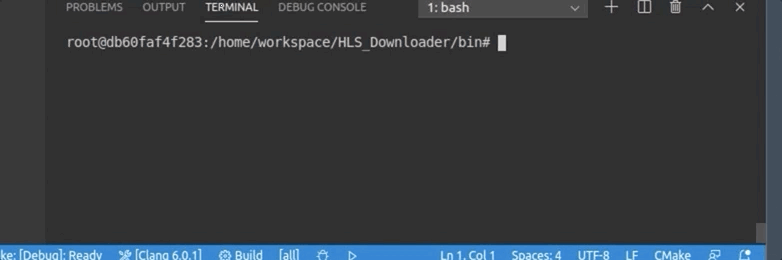 PROBLEMS OUTPUT TERMINAL DEBUG CONSOLE 1: bash
root@db60faf4f283:/home/workspace/HLS_Downloader/bin#
ke: [Debug]: Ready [Clang 6.0.1] Build [all] Ln 1, Col 1 Spaces: 4 UTF-8 LF CMake